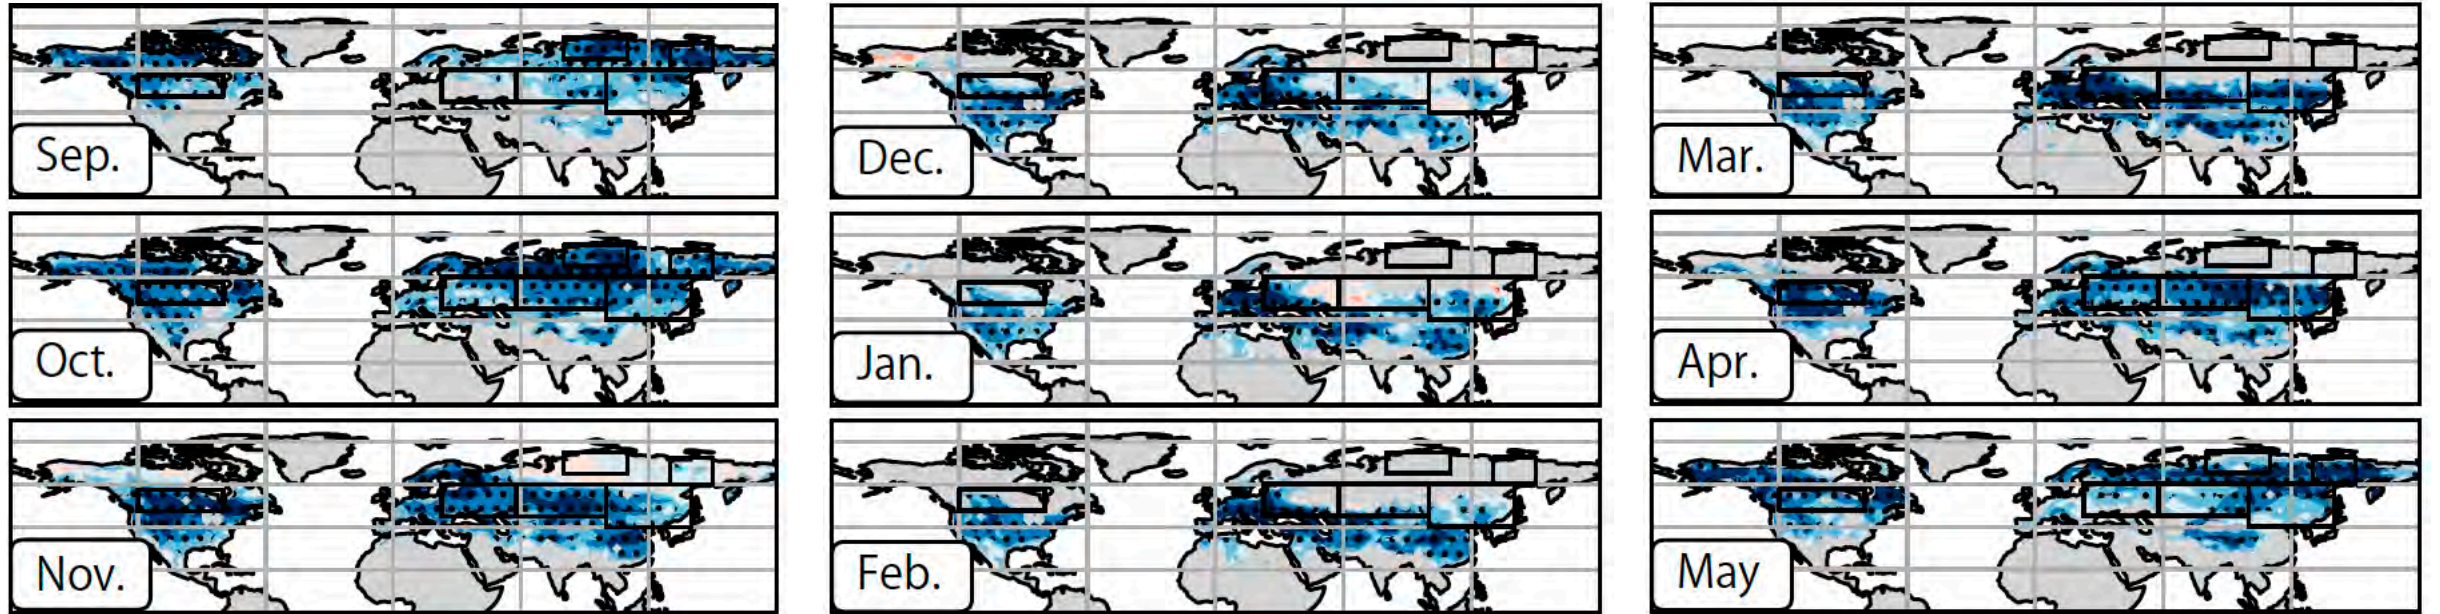 Sep.
Dec.
Mar.
Oct.
Jan.
Apr.
Nov.
Feb.
May